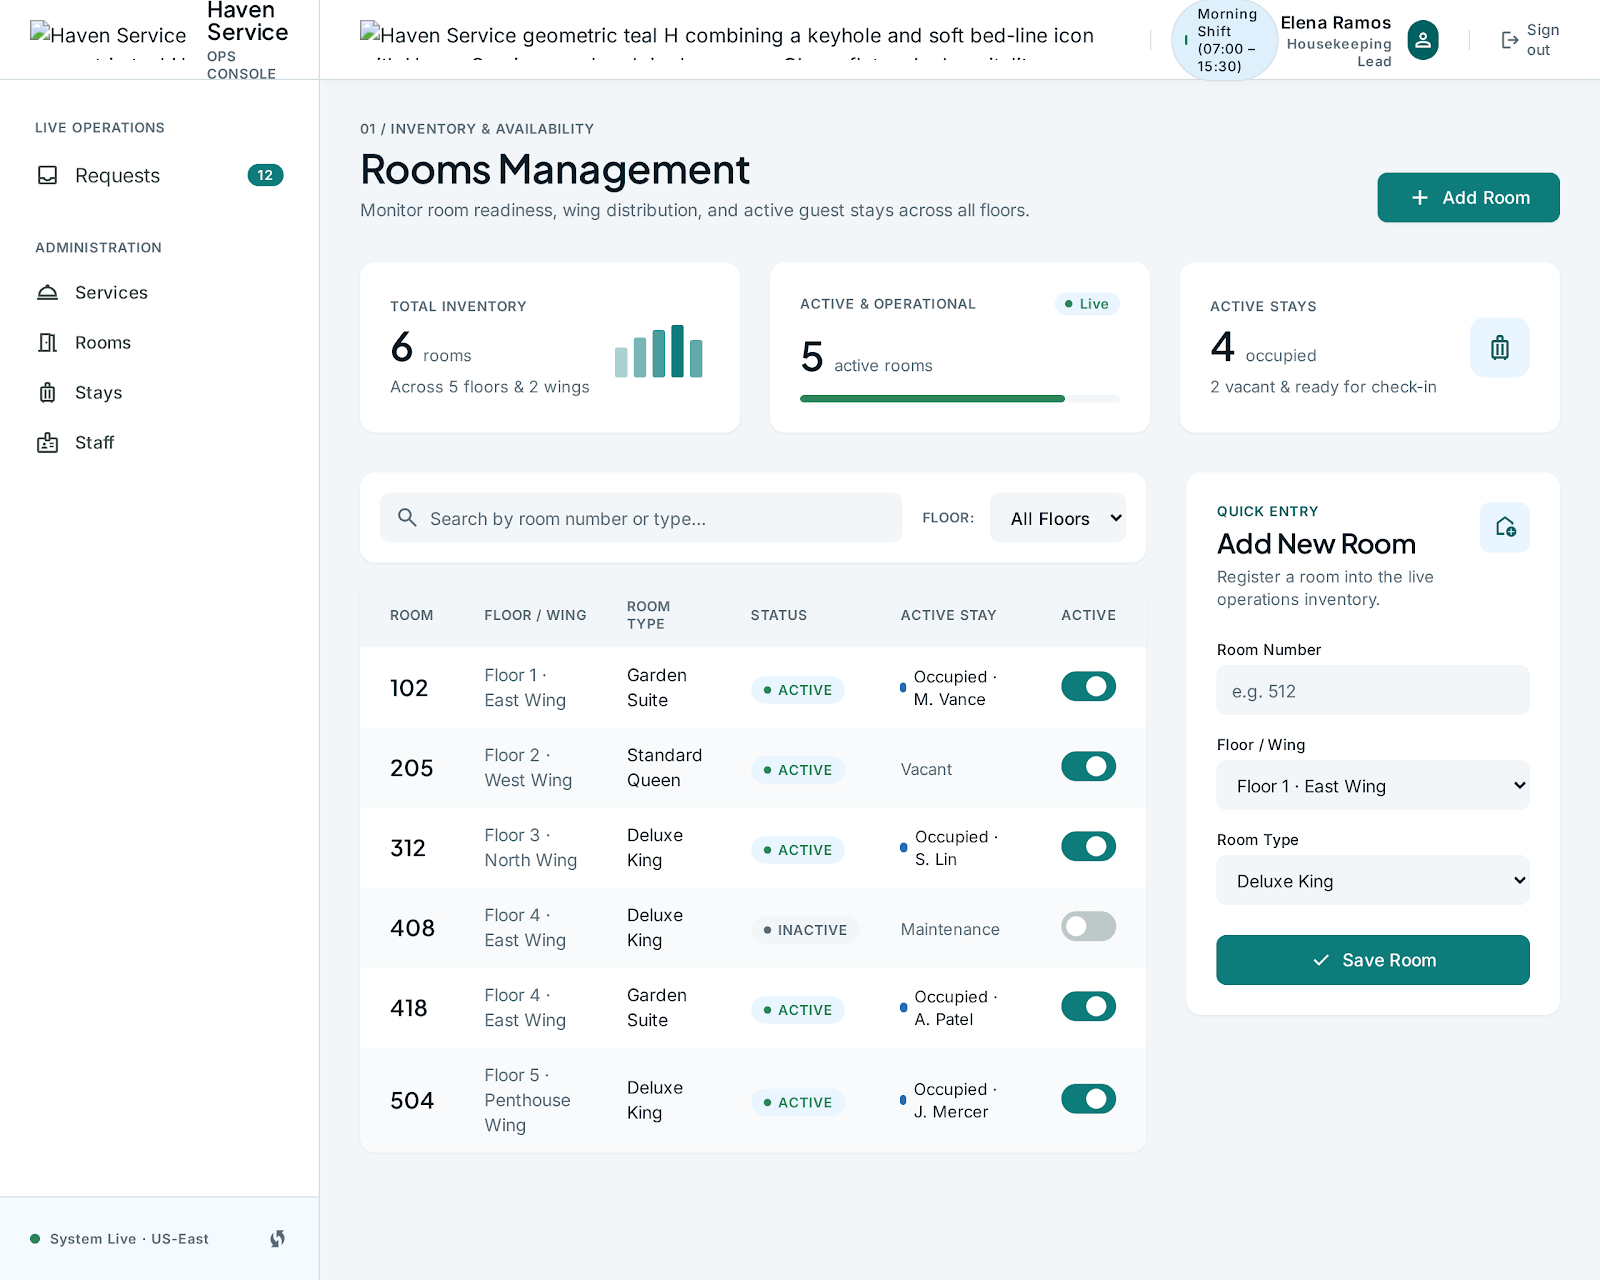 Haven Service
Haven
Service
OPS
CONSOLE
Haven Service geometric teal H combining a keyhole and soft bed-line icon
Morning
Shift
(07:00 –
15:30)
Elena Ramos
Housekeeping
Lead
Sign
out
LIVE OPERATIONS
Requests
12
ADMINISTRATION
Services
Rooms
Stays
Staff
System Live · US-East
01 / INVENTORY & AVAILABILITY
Rooms Management
Monitor room readiness, wing distribution, and active guest stays across all floors.
Add Room
TOTAL INVENTORY
6 rooms
Across 5 floors & 2 wings
ACTIVE & OPERATIONAL
Live
5 active rooms
ACTIVE STAYS
4 occupied
2 vacant & ready for check-in
Search by room number or type...
FLOOR:
All Floors
ROOM
FLOOR / WING
ROOM
TYPE
STATUS
ACTIVE STAY
ACTIVE
102
Floor 1 ·
East Wing
Garden
Suite
ACTIVE
Occupied ·
M. Vance
205
Floor 2 ·
West Wing
Standard
Queen
ACTIVE
Vacant
312
Floor 3 ·
North Wing
Deluxe
King
ACTIVE
Occupied ·
S. Lin
408
Floor 4 ·
East Wing
Deluxe
King
INACTIVE
Maintenance
418
Floor 4 ·
East Wing
Garden
Suite
ACTIVE
Occupied ·
A. Patel
504
Floor 5 ·
Penthouse
Wing
Deluxe
King
ACTIVE
Occupied ·
J. Mercer
QUICK ENTRY
Add New Room
Register a room into the live
operations inventory.
Room Number
e.g. 512
Floor / Wing
Floor 1 · East Wing
Room Type
Deluxe King
Save Room